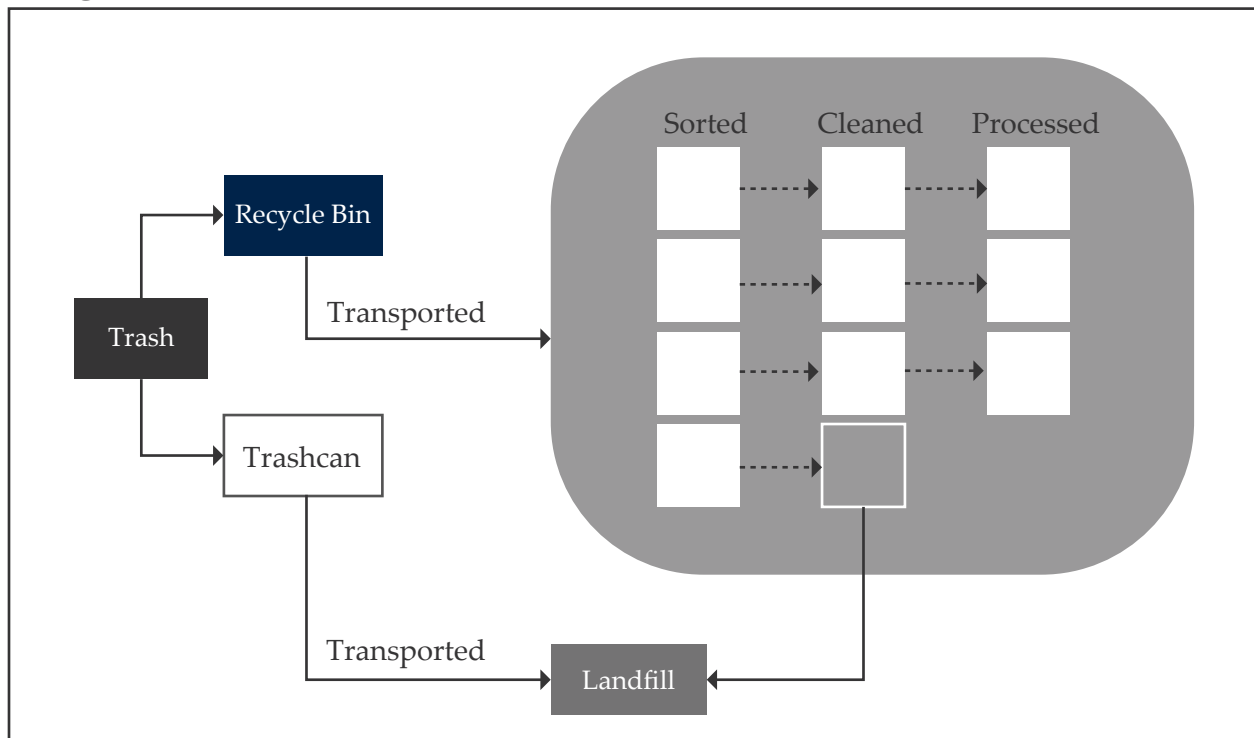 Sorted Cleaned Processed
Recycle Bin
Transported
Trash
Trashcan
Transported
Landfill